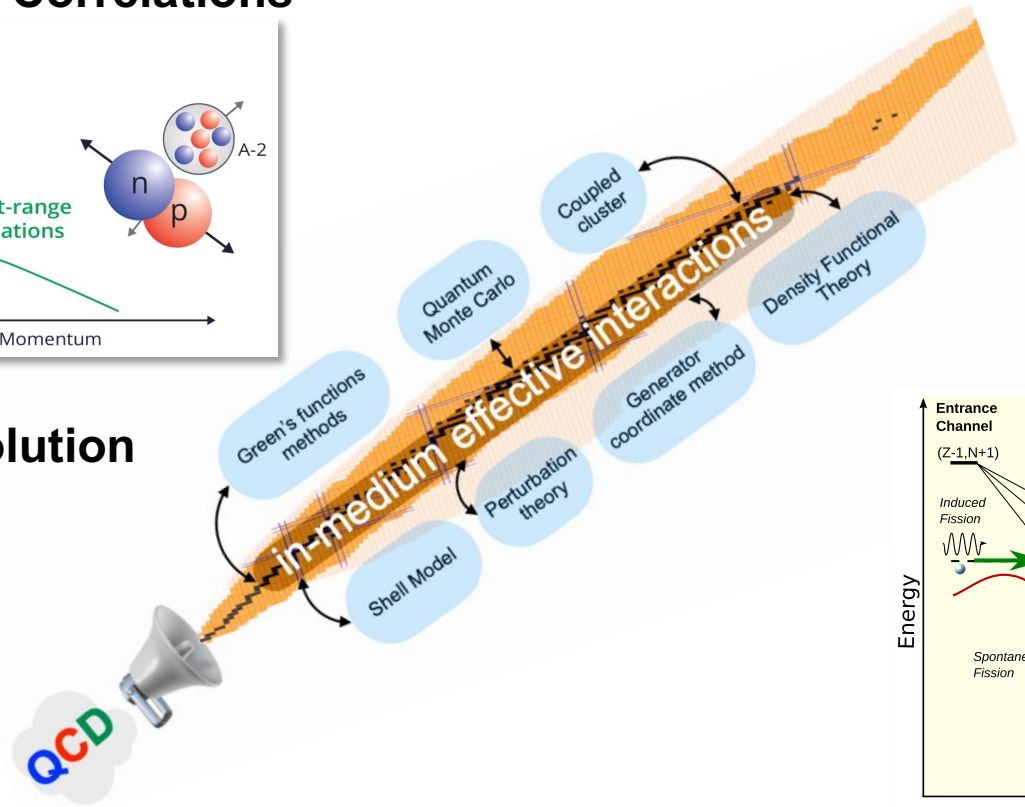 Correlations
A-2
n
p
t-range
ations
Momentum
olution
Coupled
cluster
Quantum
Monte Carlo
Density Functional
Theory
Green's functions
methods
Generator
coordinate method
in-medium effective interactions
Perturbation
theory
Shell Model
QCD
Entrance
Channel
(Z-1,N+1)
Induced
Fission
Energy
Spontane
Fission